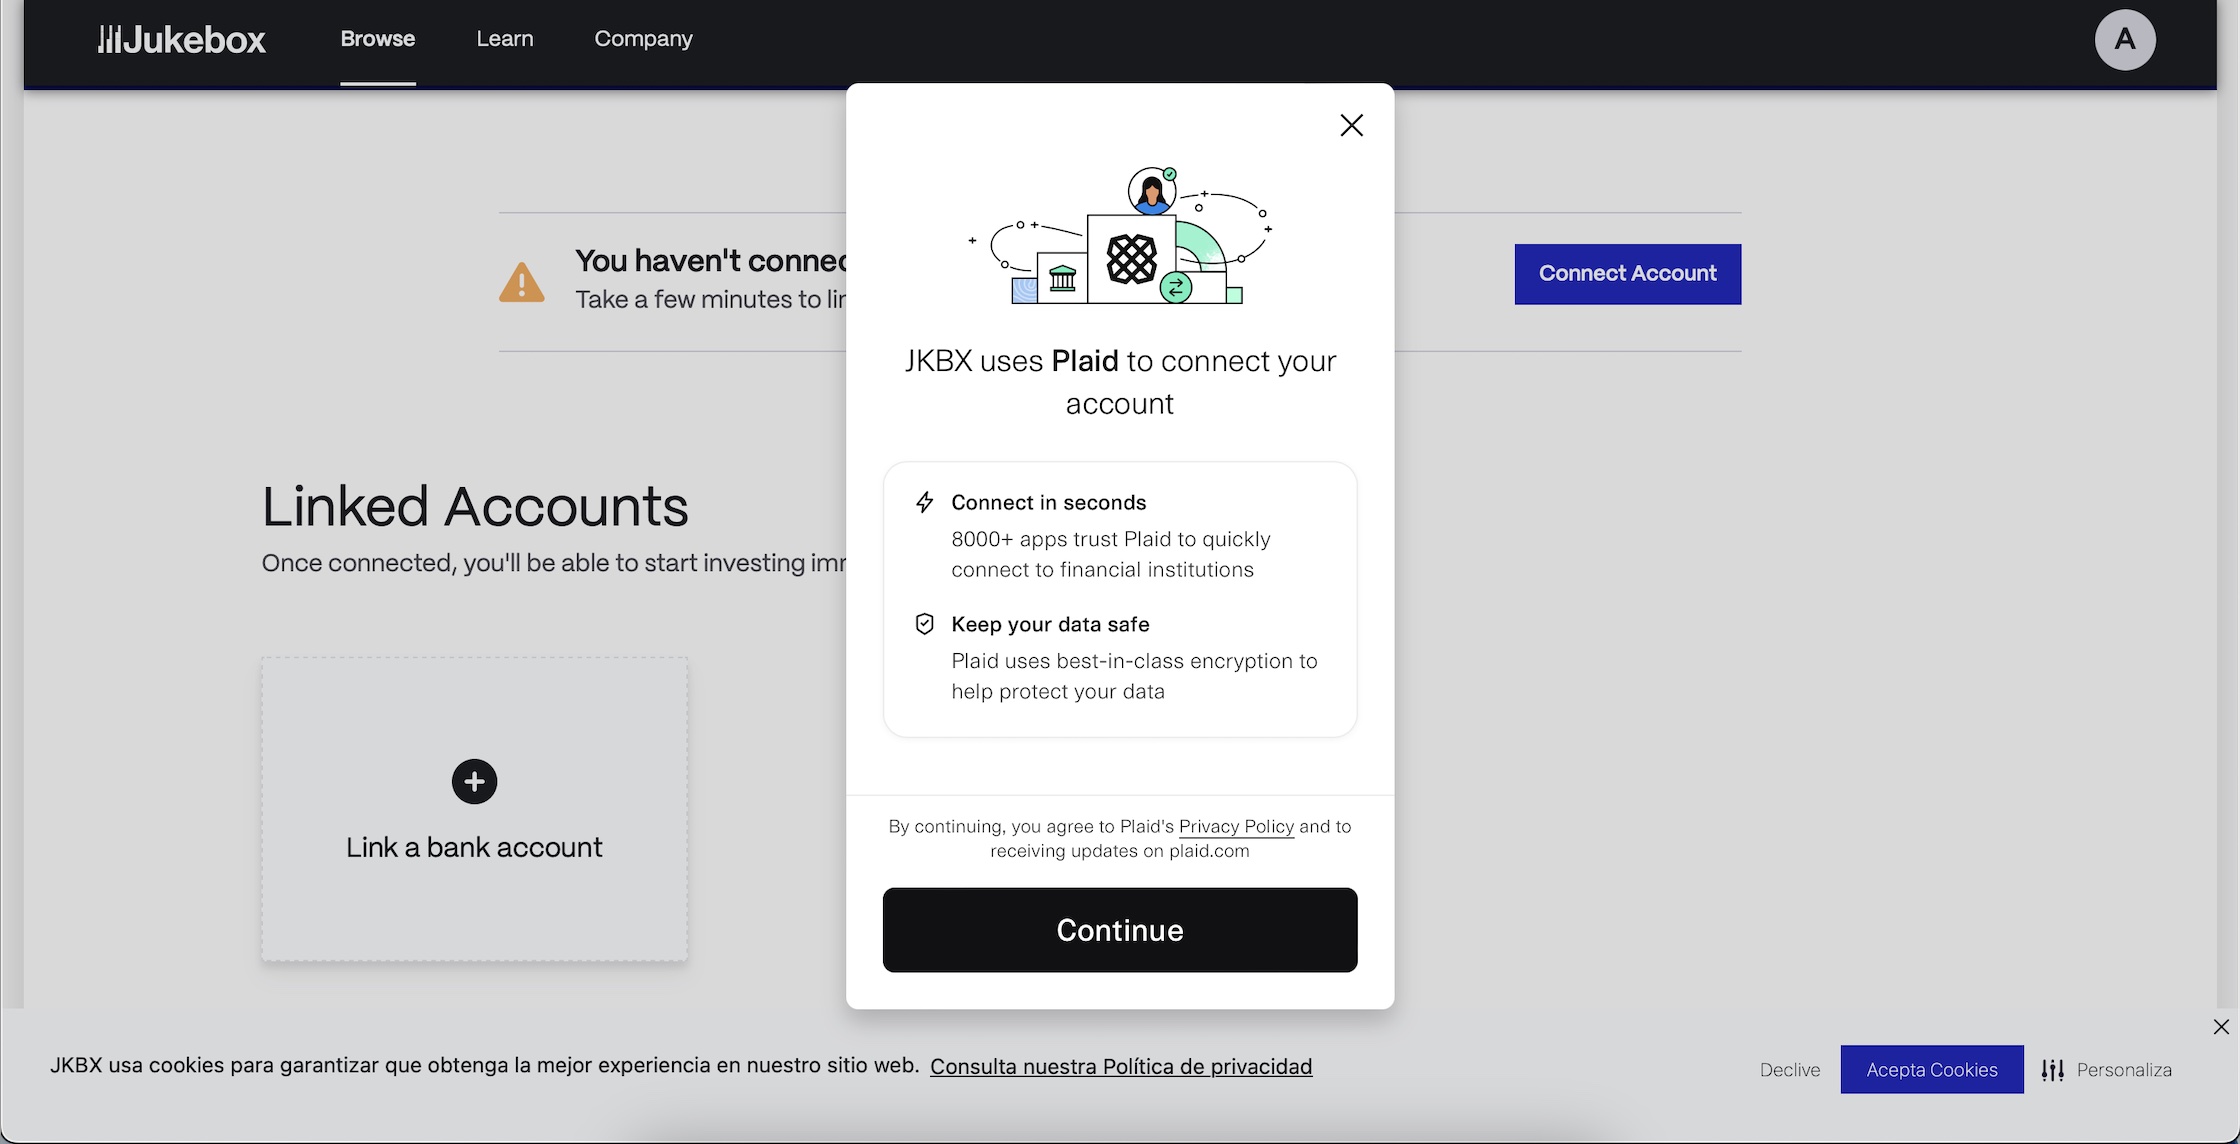 Jukebox
Browse
Learn
Company
A
You haven't connec
Take a few minutes to lin
Connect Account
Linked Accounts
Once connected, you'll be able to start investing imr
Link a bank account
JKBX uses Plaid to connect your
account
Connect in seconds
8000+ apps trust Plaid to quickly
connect to financial institutions
Keep your data safe
Plaid uses best-in-class encryption to
help protect your data
By continuing, you agree to Plaid's Privacy Policy and to
receiving updates on plaid.com
Continue
JKBX usa cookies para garantizar que obtenga la mejor experiencia en nuestro sitio web. Consulta nuestra Política de privacidad
Declive
Acepta Cookies
Personaliza